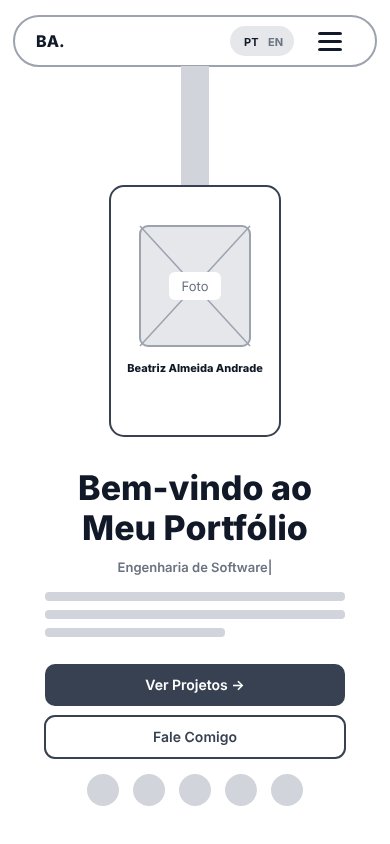 BA.
PT EN
Foto
Beatriz Almeida Andrade
Bem-vindo ao
Meu Portfólio
Engenharia de Software|
Ver Projetos →
Fale Comigo